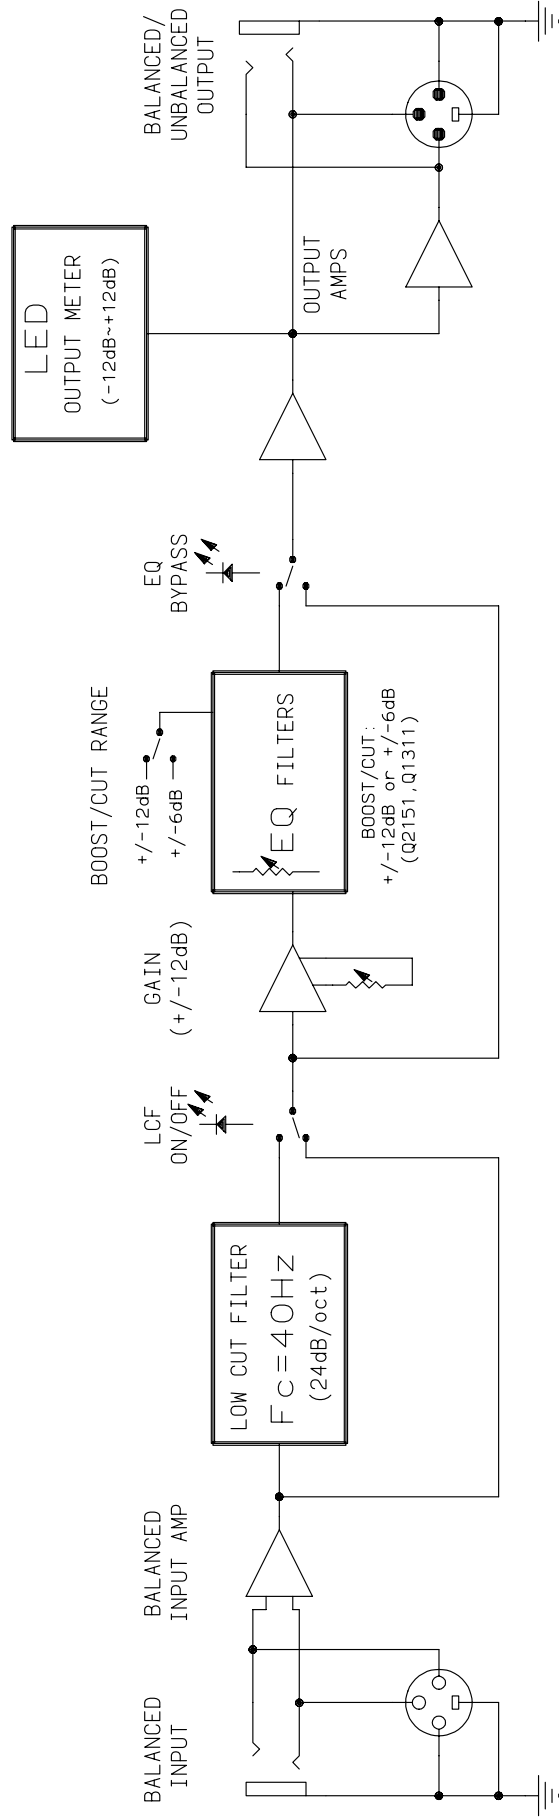 BALANCED
INPUT
BALANCED
INPUT AMP
LOW CUT FILTER
Fc=40Hz
(24dB/oct)
LCF
ON/OFF
GAIN
(+/-12dB)
BOOST/CUT RANGE
+/-12dB
+/-6dB
EQ FILTERS
BOOST/CUT:
+/-12dB or +/-6dB
(Q2151,Q1311)
EQ
BYPASS
LED
OUTPUT METER
(-12dB~+12dB)
OUTPUT
AMPS
BALANCED/
UNBALANCED
OUTPUT